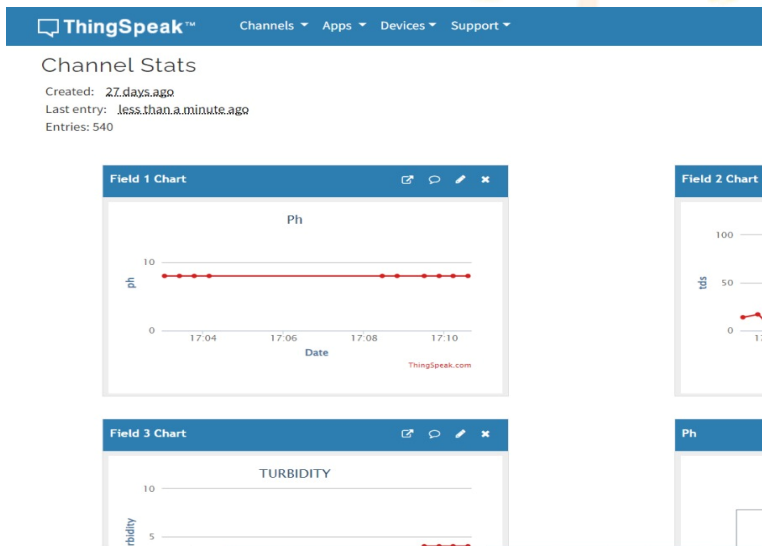 ThingSpeak™ Channels Apps Devices Support
Channel Stats
Created: 27 days ago
Last entry: less than a minute ago
Entries: 540
Field 1 Chart
Ph
10
ph
0
17:04 17:06 17:08 17:10
Date
ThingSpeak.com
Field 2 Chart
100
tds
50
0
Field 3 Chart
TURBIDITY
10
5
Ph